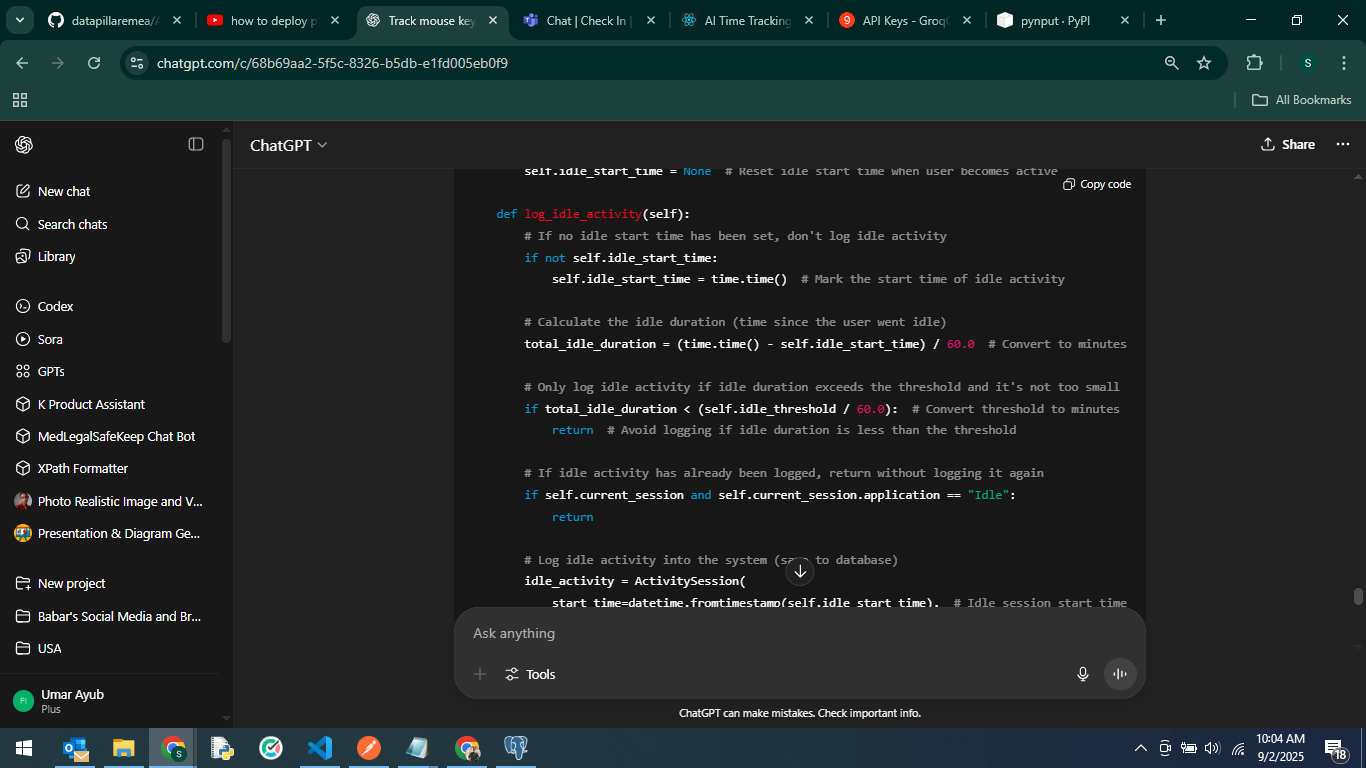 datapillaremea/A
how to deploy p
Track mouse key
Chat | Check In |
AI Time Tracking
API Keys - GroqC
pynput · PyPI
chatgpt.com/c/68b69aa2-5f5c-8326-b5db-e1fd005eb0f9
S
All Bookmarks
ChatGPT
Share
New chat
Search chats
Library
Codex
Sora
GPTs
K Product Assistant
MedLegalSafeKeep Chat Bot
XPath Formatter
Photo Realistic Image and V...
Presentation & Diagram Ge...
New project
Babar's Social Media and Br...
USA
FI
Umar Ayub
Plus
self.idle_start_time = None  # Reset idle start time when user becomes active
Copy code
def log_idle_activity(self):
# If no idle start time has been set, don't log idle activity
if not self.idle_start_time:
self.idle_start_time = time.time()  # Mark the start time of idle activity
# Calculate the idle duration (time since the user went idle)
total_idle_duration = (time.time() - self.idle_start_time) / 60.0  # Convert to minutes
# Only log idle activity if idle duration exceeds the threshold and it's not too small
if total_idle_duration < (self.idle_threshold / 60.0):  # Convert threshold to minutes
return  # Avoid logging if idle duration is less than the threshold
# If idle activity has already been logged, return without logging it again
if self.current_session and self.current_session.application == "Idle":
return
# Log idle activity into the system ( to database)
idle_activity = ActivitySession(
start_time=datetime.fromtimestamp(self.idle_start_time),  # Idle session start time
Ask anything
Tools
ChatGPT can make mistakes. Check important info.
10:04 AM
9/2/2025
18